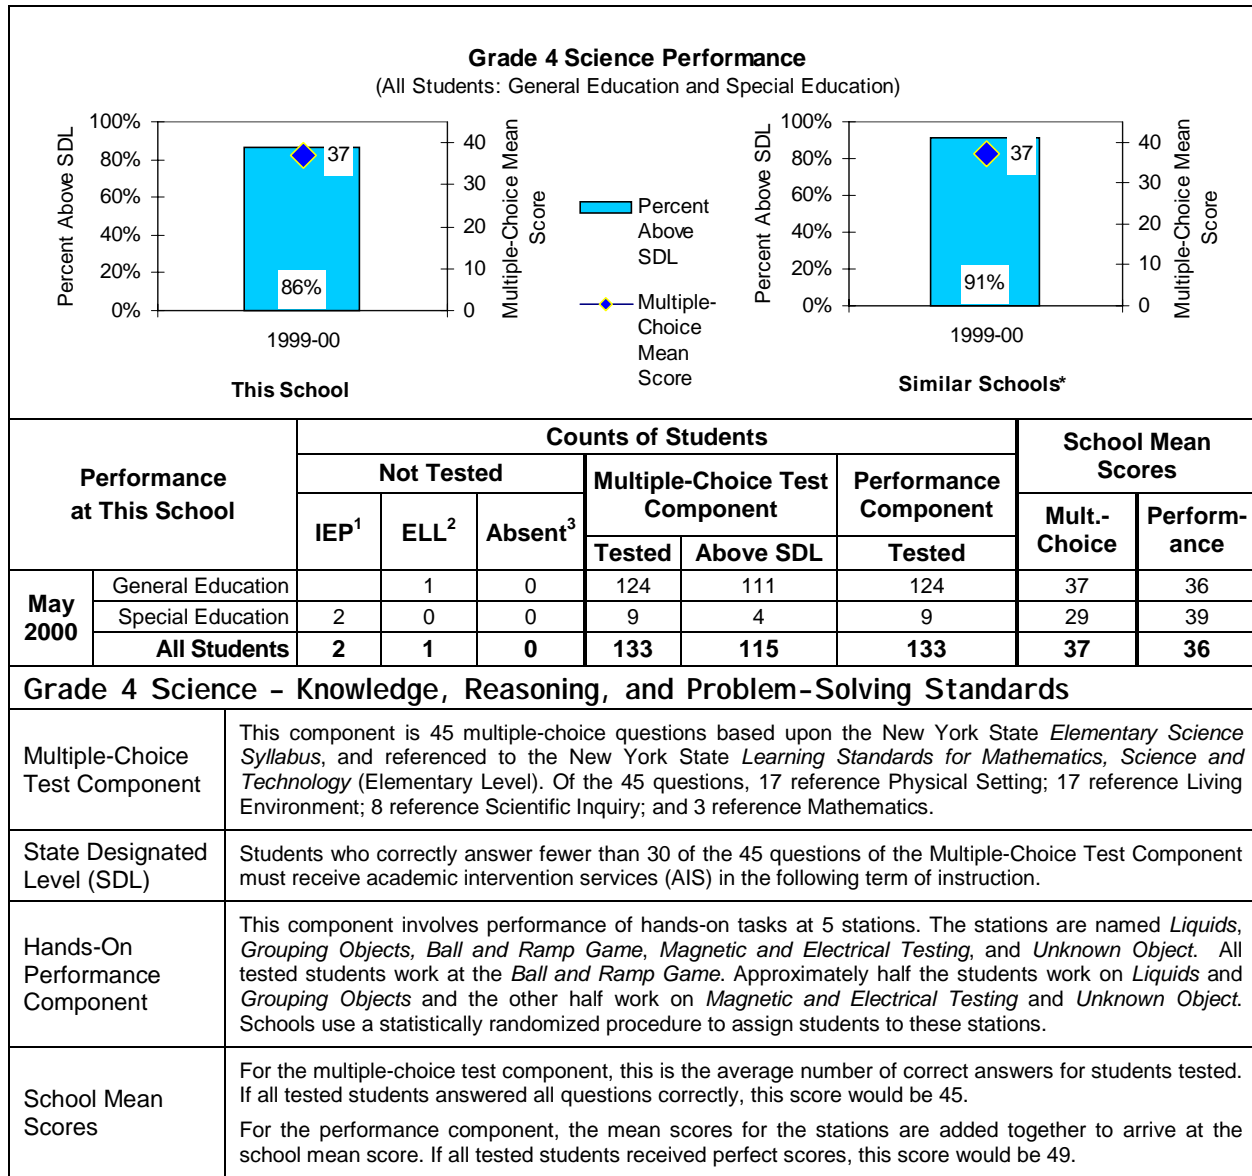 Grade 4 Science Performance
(All Students: General Education and Special Education)
Percent Above SDL
100%
80%
60%
40%
20%
0%
37
86%
40
30
20
10
0
Multiple-Choice Mean
Score
1999-00
This School
Percent
Above
SDL
Multiple-
Choice
Mean
Score
Percent Above SDL
100%
80%
60%
40%
20%
0%
37
91%
40
30
20
10
0
Multiple-Choice Mean
Score
1999-00
Similar Schools*
Performance
at This School
Counts of Students
School Mean
Scores
Not Tested
Multiple-Choice Test
Component
Performance
Component
IEP1 ELL2 Absent3
Tested Above SDL Tested
Mult.-
Choice
Perform-
ance
May
2000
General Education 1 0 124 111 124 37 36
Special Education 2 0 0 9 4 9 29 39
All Students 2 1 0 133 115 133 37 36
Grade 4 Science – Knowledge, Reasoning, and Problem-Solving Standards
Multiple-Choice
Test Component
This component is 45 multiple-choice questions based upon the New York State Elementary Science
Syllabus, and referenced to the New York State Learning Standards for Mathematics, Science and
Technology (Elementary Level). Of the 45 questions, 17 reference Physical Setting; 17 reference Living
Environment; 8 reference Scientific Inquiry; and 3 reference Mathematics.
State Designated
Level (SDL)
Students who correctly answer fewer than 30 of the 45 questions of the Multiple-Choice Test Component
must receive academic intervention services (AIS) in the following term of instruction.
Hands-On
Performance
Component
This component involves performance of hands-on tasks at 5 stations. The stations are named Liquids,
Grouping Objects, Ball and Ramp Game, Magnetic and Electrical Testing, and Unknown Object. All
tested students work at the Ball and Ramp Game. Approximately half the students work on Liquids and
Grouping Objects and the other half work on Magnetic and Electrical Testing and Unknown Object.
Schools use a statistically randomized procedure to assign students to these stations.
School Mean
Scores
For the multiple-choice test component, this is the average number of correct answers for students tested.
If all tested students answered all questions correctly, this score would be 45.
For the performance component, the mean scores for the stations are added together to arrive at the
school mean score. If all tested students received perfect scores, this score would be 49.